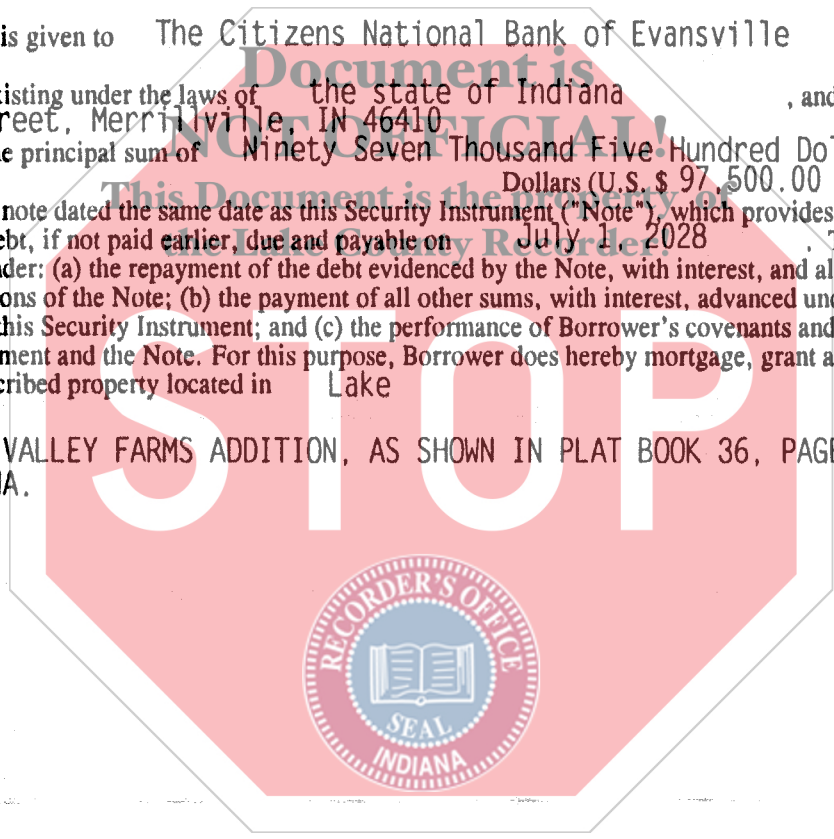 is given to The Citizens National Bank of Evansville
Document is
isting under the laws of the state of Indiana , and
reet, Merrillville, IN 46410
NOT OFFICIAL!
e principal sum of Ninety Seven Thousand Five Hundred Dol
Dollars (U.S. $ 97,500.00
This Document is the property of
note dated the same date as this Security Instrument ("Note"), which provides
the Lake County Recorder!
ebt, if not paid earlier, due and payable on July 1, 2028 .
der: (a) the repayment of the debt evidenced by the Note, with interest, and al
ons of the Note; (b) the payment of all other sums, with interest, advanced und
his Security Instrument; and (c) the performance of Borrower's covenants and
ment and the Note. For this purpose, Borrower does hereby mortgage, grant a
cribed property located in Lake
VALLEY FARMS ADDITION, AS SHOWN IN PLAT BOOK 36, PAGE
A.
STOP
RECORDER'S OFFICE
SEAL
INDIANA